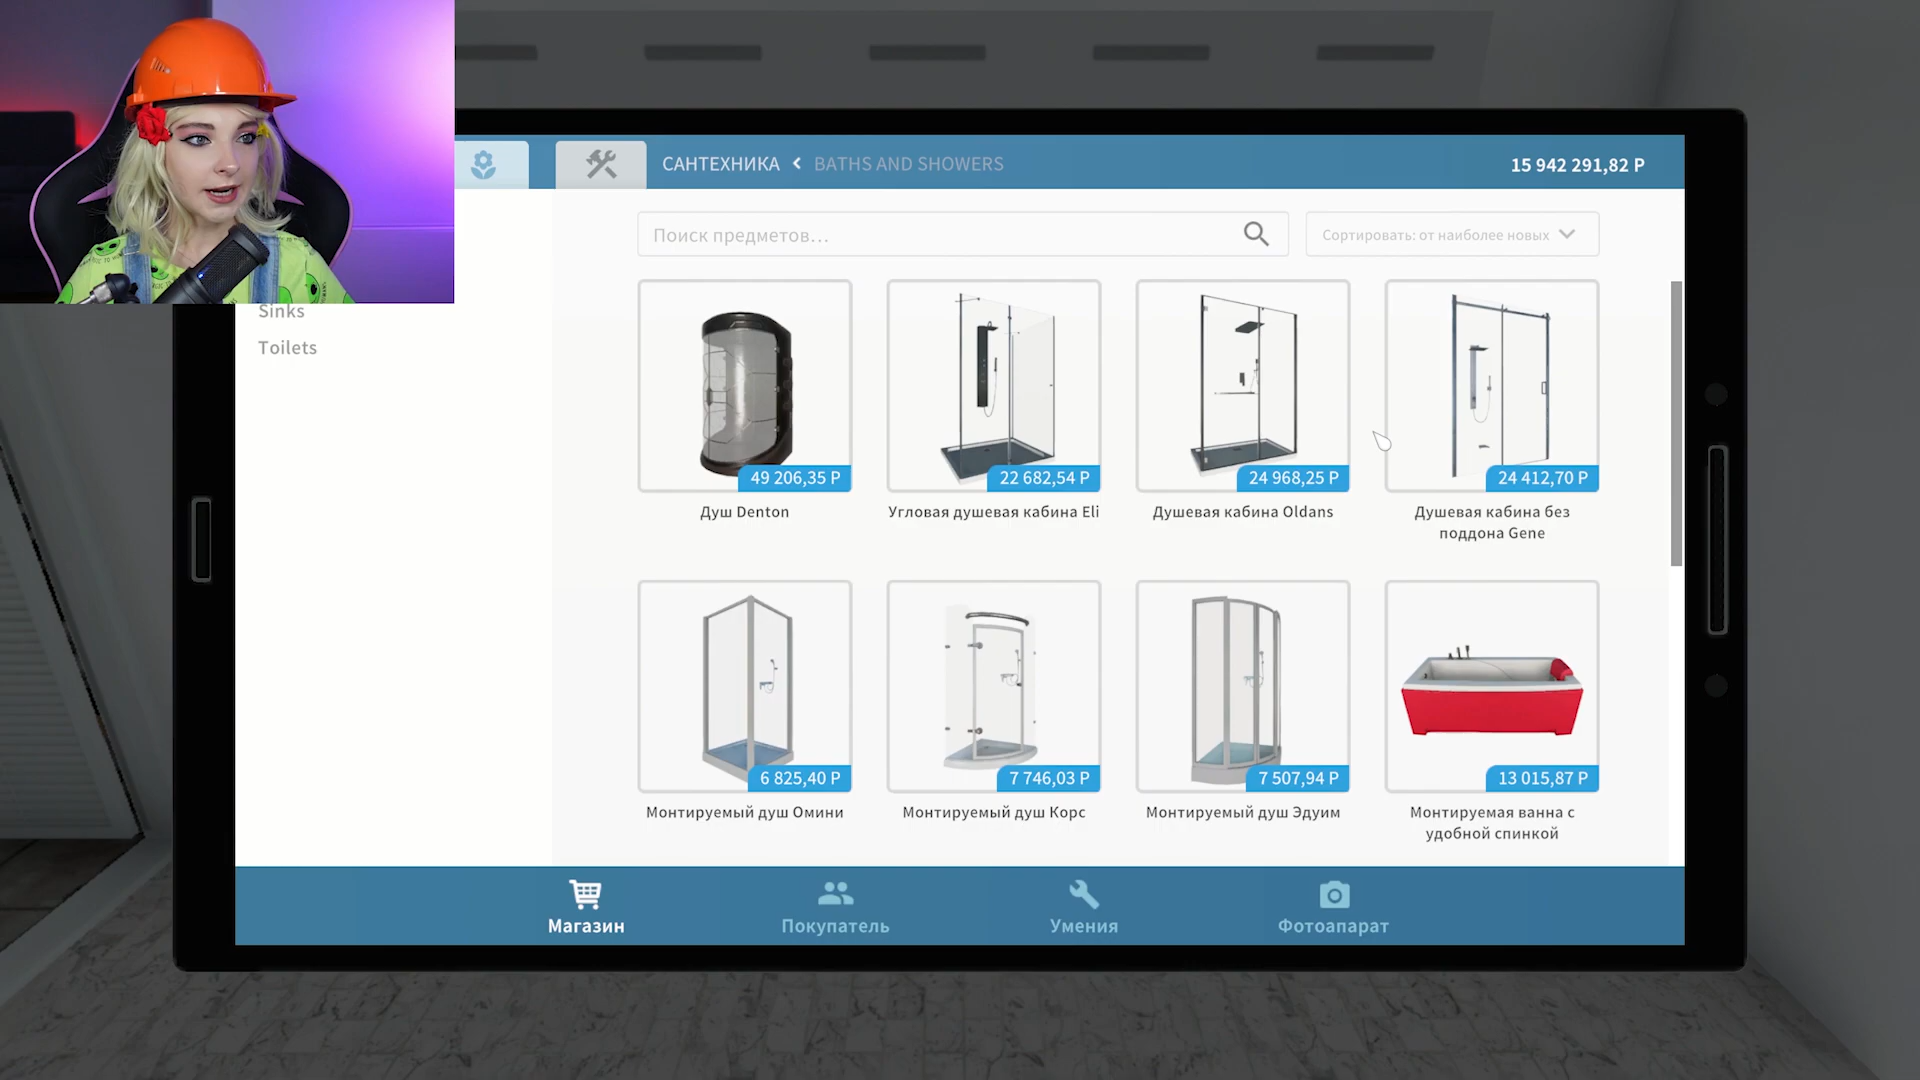 САНТЕХНИКА < BATHS AND SHOWERS
15 942 291,82 Р
Поиск предметов...
Сортировать: от наиболее новых
Sinks
Toilets
49 206,35 Р
22 682,54 Р
24 968,25 Р
24 412,70 Р
Душ Denton
Угловая душевая кабина Eli
Душевая кабина Oldans
Душевая кабина без
поддона Gene
6 825,40 Р
7 746,03 Р
7 507,94 Р
13 015,87 Р
Монтируемый душ Омини
Монтируемый душ Корс
Монтируемый душ Эдуим
Монтируемая ванна с
удобной спинкой
Магазин
Покупатель
Умения
Фотоапарат